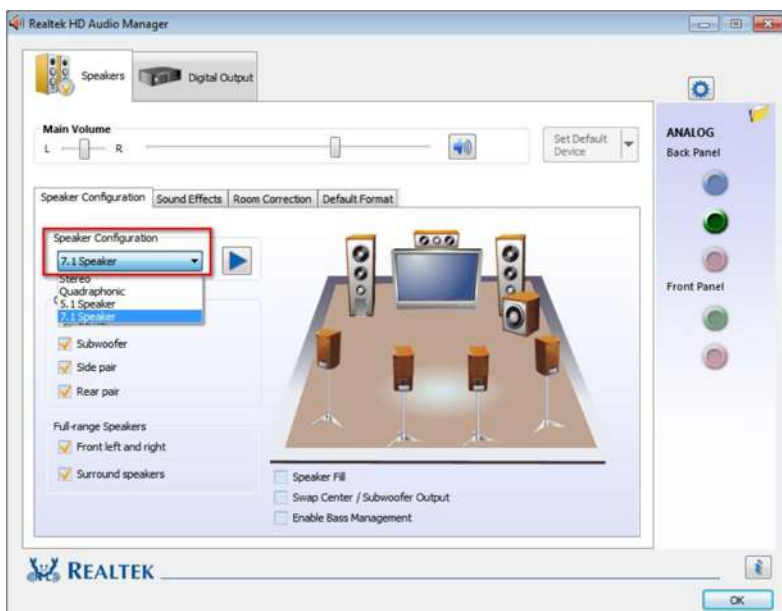 Realtek HD Audio Manager
Speakers
Digital Output
Main Volume
L
R
Set Default
Device
ANALOG
Back Panel
Front Panel
Speaker Configuration
Sound Effects
Room Correction
Default Format
Speaker Configuration
7.1 Speaker
Stereo
Quadraphonic
5.1 Speaker
7.1 Speaker
Subwoofer
Side pair
Rear pair
Full-range Speakers
Front left and right
Surround speakers
Speaker Fill
Swap Center / Subwoofer Output
Enable Bass Management
REALTEK
OK